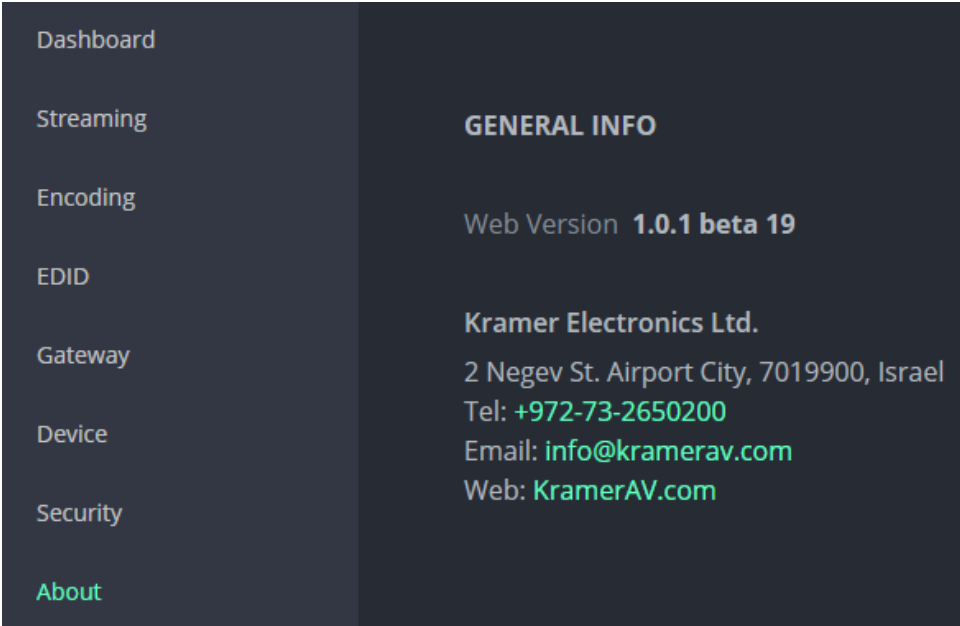 Dashboard
Streaming
Encoding
EDID
Gateway
Device
Security
About
GENERAL INFO
Web Version 1.0.1 beta 19
Kramer Electronics Ltd.
2 Negev St. Airport City, 7019900, Israel
Tel: +972-73-2650200
Email: info@kramerav.com
Web: KramerAV.com